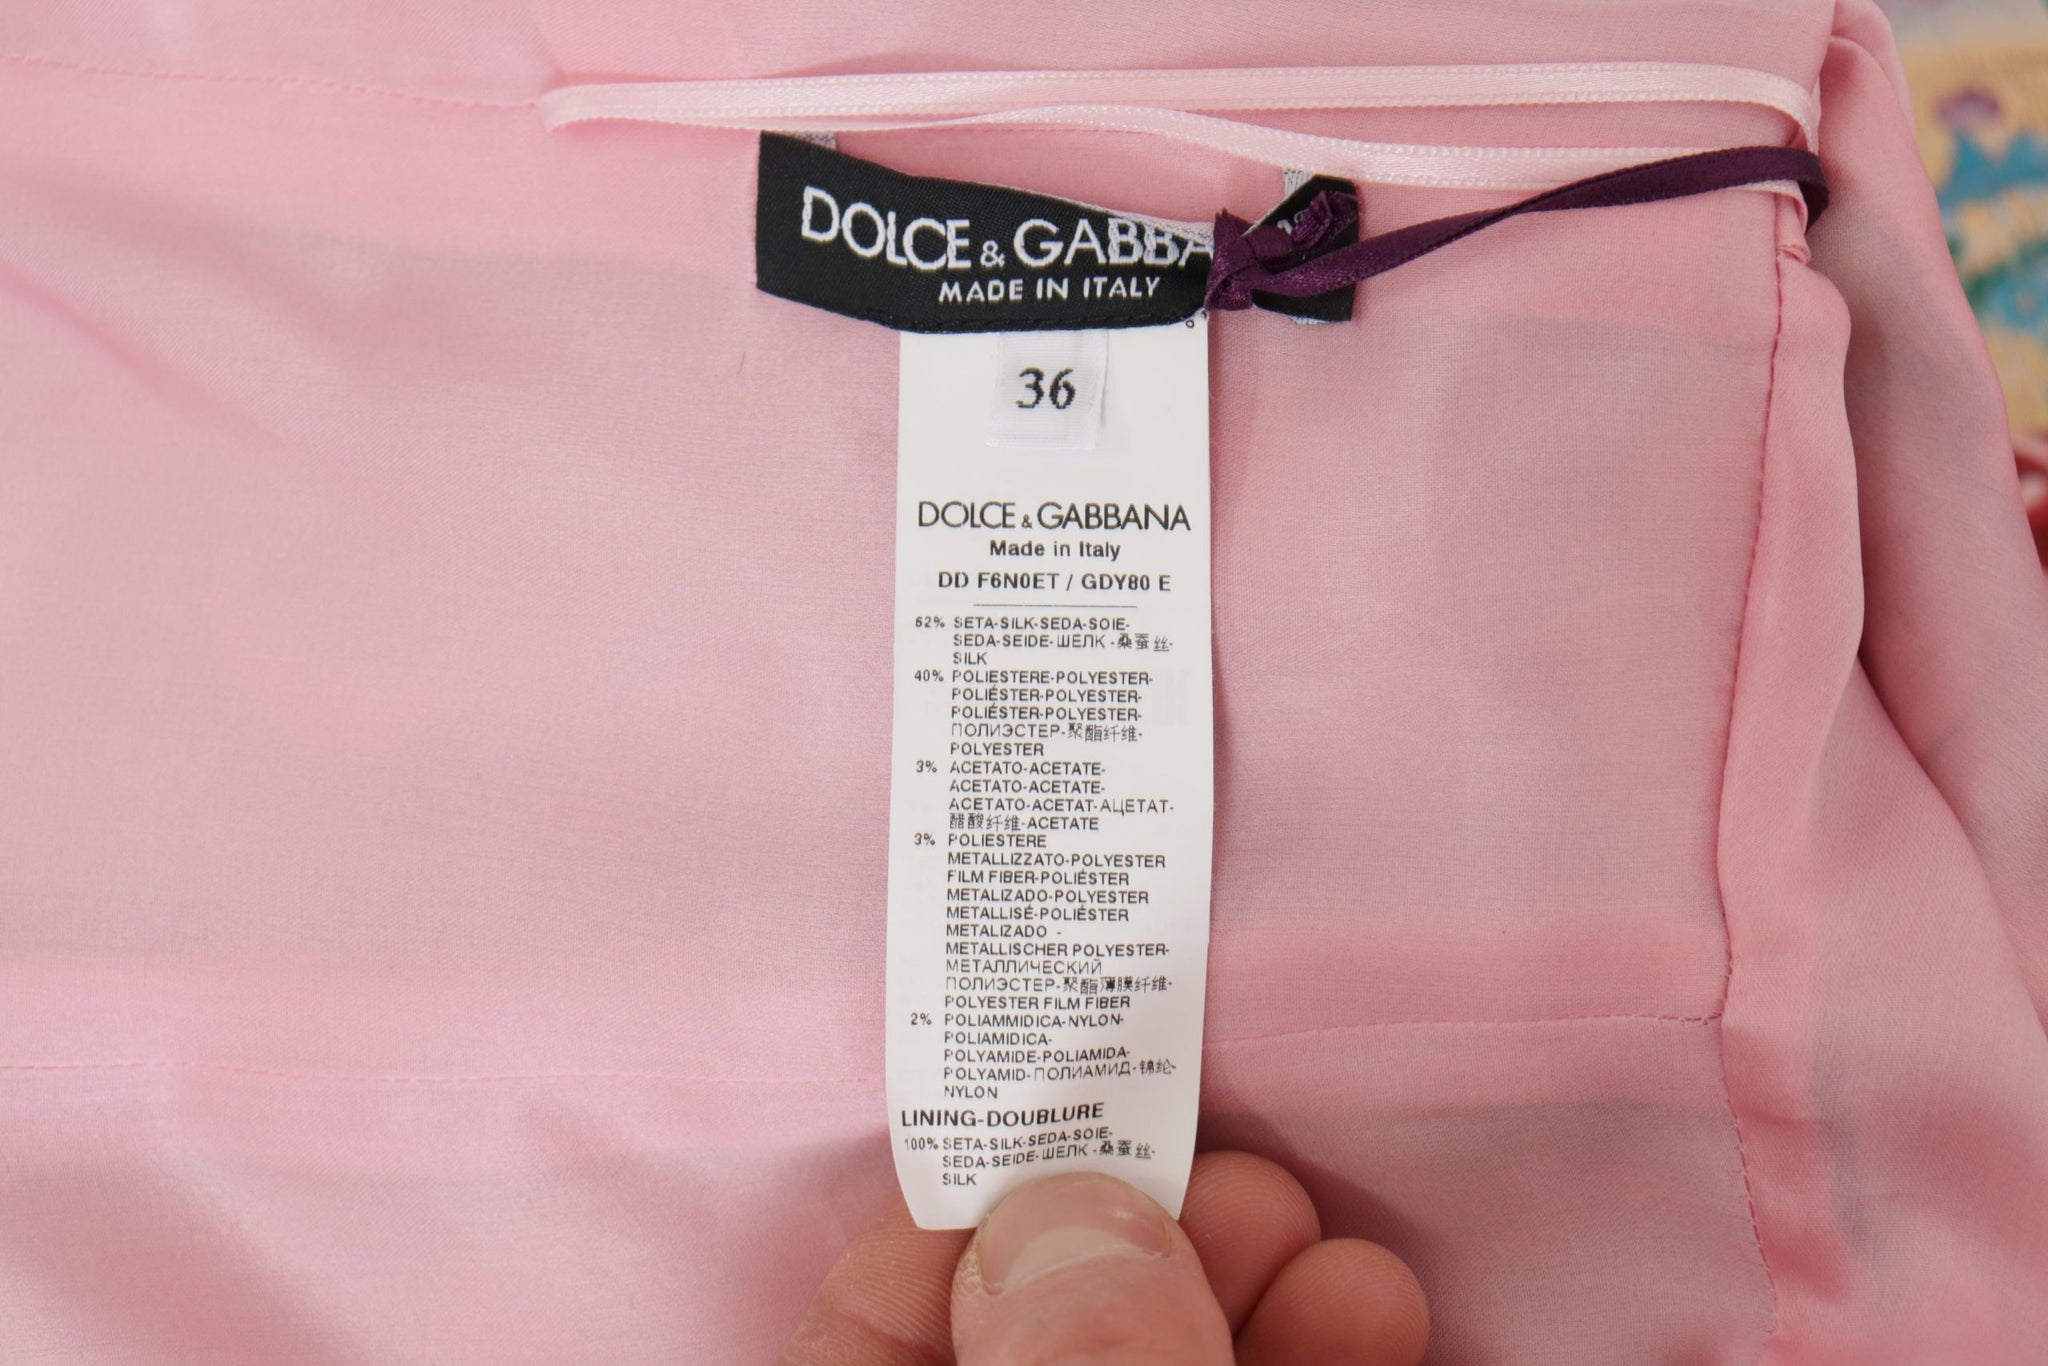 DOLCE & GABBA
MADE IN ITALY
36
DOLCE & GABBANA
Made in Italy
DD F6N0ET / GDY80 E
52% SETA-SILK-SEDA-SOIE-
SEDA-SEIDE-ШЕЛК -桑蚕丝-
SILK
40% POLIESTERE-POLYESTER-
POLIÉSTER-POLYESTER-
POLIÉSTER-POLYESTER-
ПОЛИЭСТЕР-聚酯纤维-
POLYESTER
3% ACETATO-ACETATE-
ACETATO-ACETATE-
ACETATO-ACETAT-АЦЕТАТ-
醋酸纤维-ACETATE
3% POLIESTERE
METALLIZZATO-POLYESTER
FILM FIBER-POLIÉSTER
METALIZADO-POLYESTER
METALLISÉ-POLIÉSTER
METALIZADO -
METALLISCHER POLYESTER-
МЕТАЛЛИЧЕСКИЙ
ПОЛИЭСТЕР-聚酯薄膜纤维-
POLYESTER FILM FIBER
2% POLIAMMIDICA-NYLON-
POLIAMIDICA-
POLYAMIDE-POLIAMIDA-
POLYAMID-ПОЛИАМИД-锦纶-
NYLON
LINING-DOUBLURE
100% SETA-SILK-SEDA-SOIE-
SEDA-SEIDE-ШЕЛК -桑蚕丝-
SILK